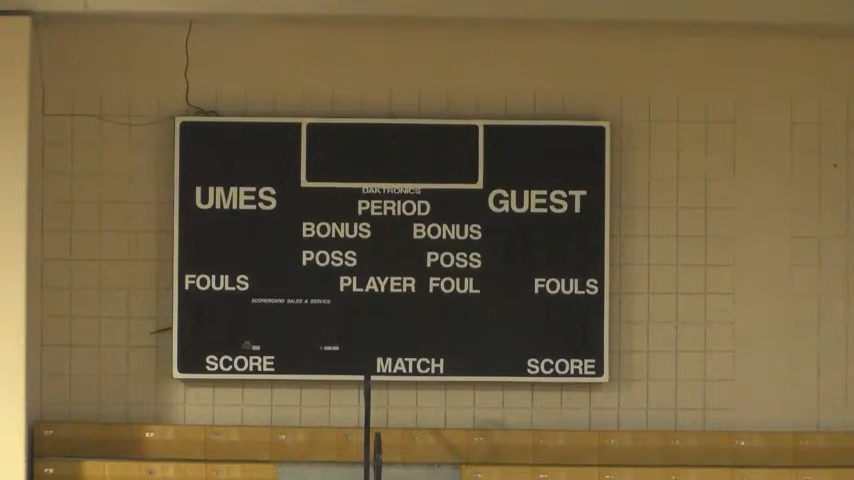 DAKTRONICS
UMES GUEST
PERIOD
BONUS BONUS
POSS POSS
FOULS PLAYER FOUL FOULS
SCOREBOARD SALES & SERVICE
SCORE MATCH SCORE